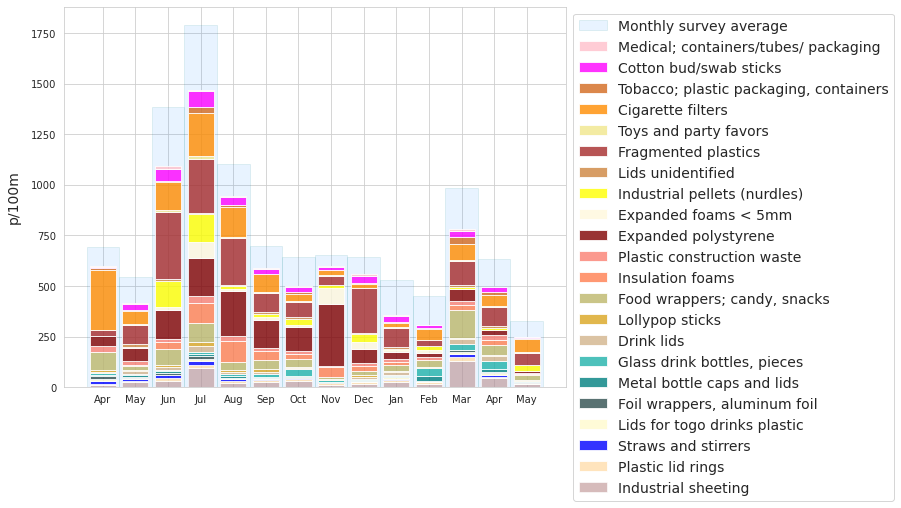 p/100m
1750
1500
1250
1000
750
500
250
0
Apr May Jun Jul Aug Sep Oct Nov Dec Jan Feb Mar Apr May
Monthly survey average
Medical; containers/tubes/ packaging
Cotton bud/swab sticks
Tobacco; plastic packaging, containers
Cigarette filters
Toys and party favors
Fragmented plastics
Lids unidentified
Industrial pellets (nurdles)
Expanded foams < 5mm
Expanded polystyrene
Plastic construction waste
Insulation foams
Food wrappers; candy, snacks
Lollypop sticks
Drink lids
Glass drink bottles, pieces
Metal bottle caps and lids
Foil wrappers, aluminum foil
Lids for togo drinks plastic
Straws and stirrers
Plastic lid rings
Industrial sheeting